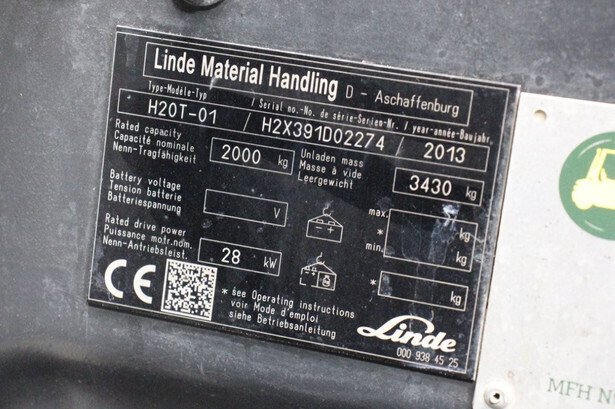 Linde Material Handling D - Aschaffenburg
Type-Modèle-Typ / Serial no.-No. de série-Serien-Nr. / year-année-Baujahr
H20T-01 / H2X391D02274 / 2013
Rated capacity
Capacité nominale
Nenn-Tragfähigkeit
2000 kg
Unladen mass
Masse à vide
Leergewicht
3430 kg
Battery voltage
Tension batterie
Batteriespannung
V
max. kg
*
min. kg
Rated drive power
Puissance motr.nom.
Nenn-Antriebsleist.
28 kW
- +
* kg
CE
* see Operating instructions
voir Mode d'emploi
siehe Betriebsanleitung
Linde
000 938 45 25
MFH N